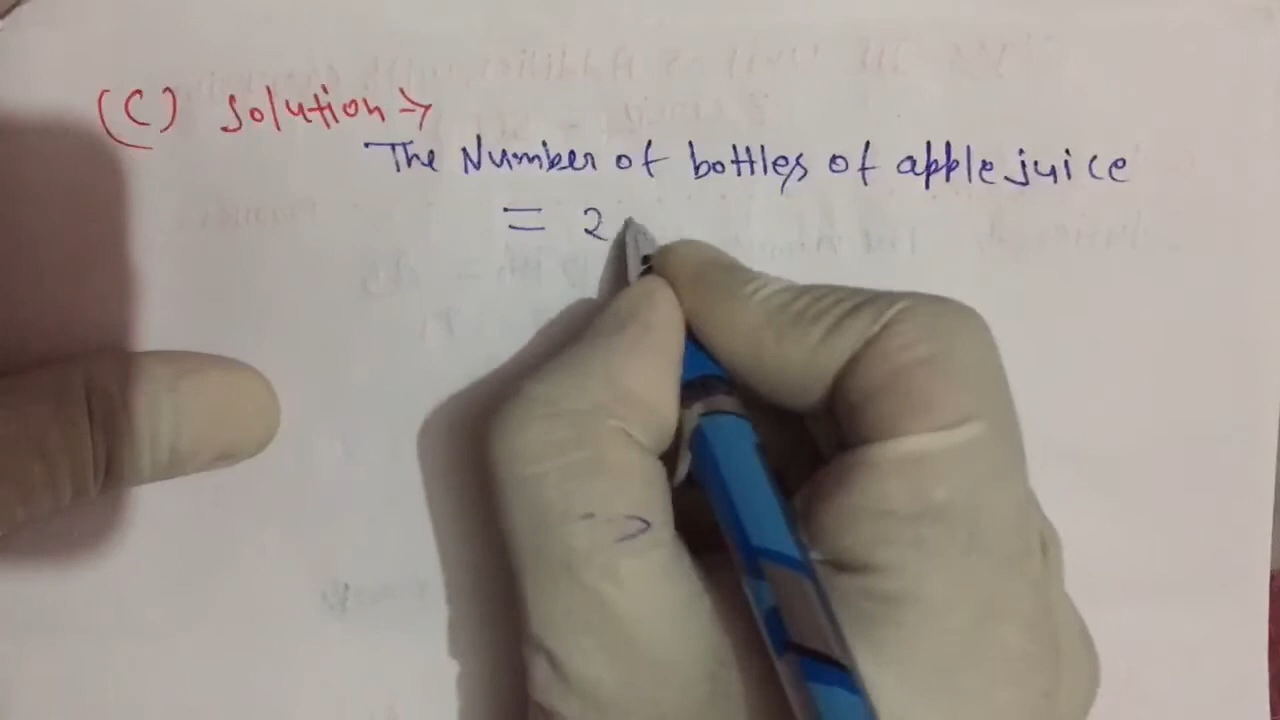 (C) Solution :→
The Number of bottles of apple juice
= 2